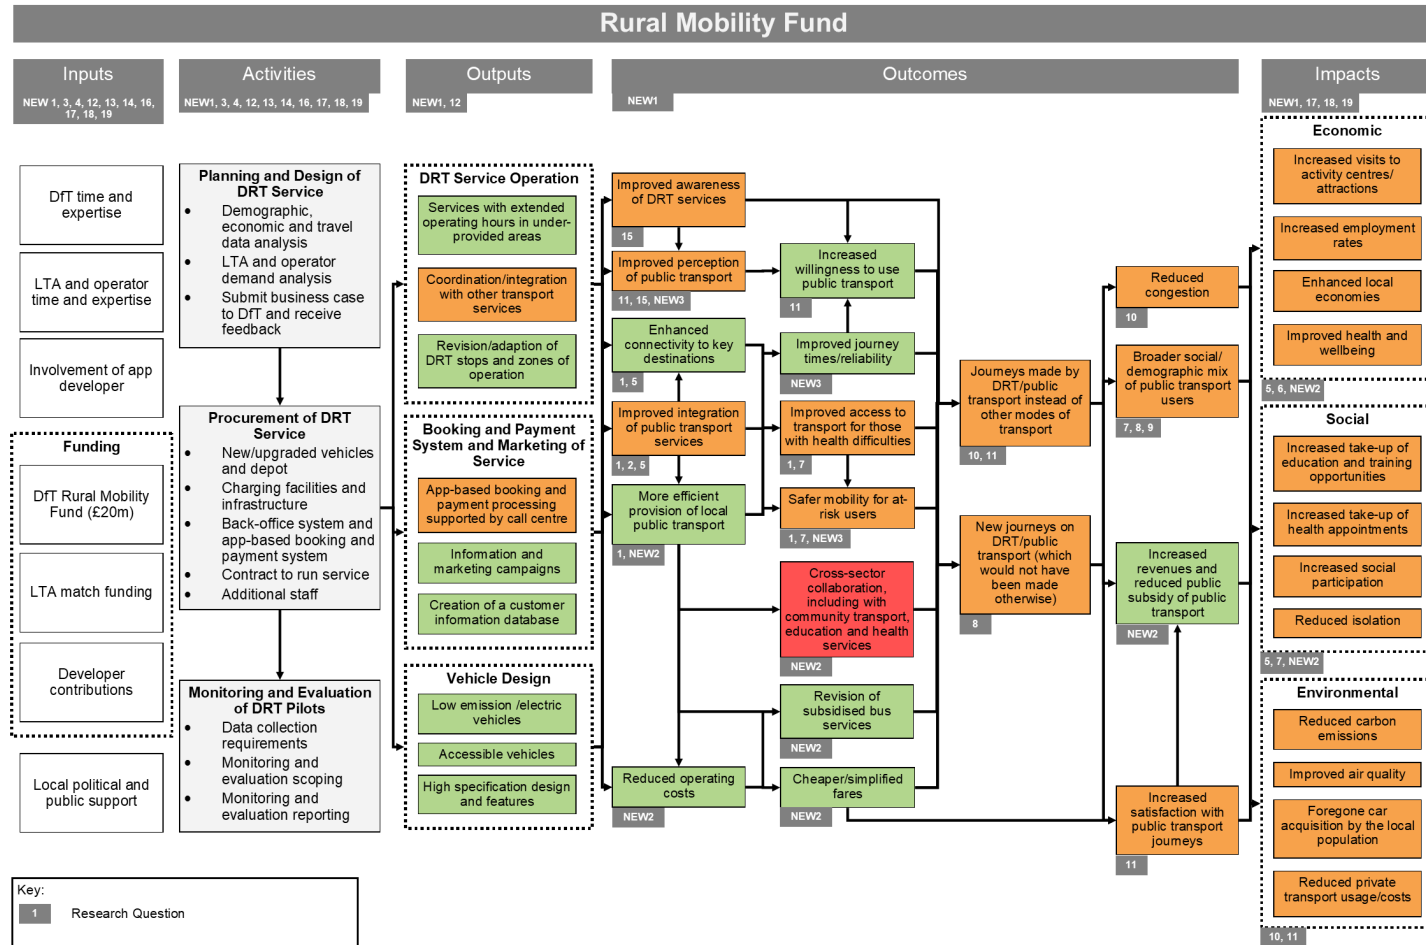 Rural Mobility Fund
Inputs
NEW 1, 3, 4, 12, 13, 14, 16,
17, 18, 19
Activities
NEW1, 3, 4, 12, 13, 14, 16, 17, 18, 19
Outputs
NEW1, 12
Outcomes
NEW1
Impacts
NEW1, 17, 18, 19
DfT time and
expertise
LTA and operator
time and expertise
Involvement of app
developer
Funding
DfT Rural Mobility
Fund (£20m)
LTA match funding
Developer
contributions
Local political and
public support
Planning and Design of
DRT Service
• Demographic,
economic and travel
data analysis
• LTA and operator
demand analysis
• Submit business case
to DfT and receive
feedback
Procurement of DRT
Service
• New/upgraded vehicles
and depot
• Charging facilities and
infrastructure
• Back-office system and
app-based booking and
payment system
• Contract to run service
• Additional staff
Monitoring and Evaluation
of DRT Pilots
• Data collection
requirements
• Monitoring and
evaluation scoping
• Monitoring and
evaluation reporting
DRT Service Operation
Services with extended
operating hours in under-
provided areas
Coordination/integration
with other transport
services
Revision/adaption of
DRT stops and zones of
operation
Booking and Payment
System and Marketing of
Service
App-based booking and
payment processing
supported by call centre
Information and
marketing campaigns
Creation of a customer
information database
Vehicle Design
Low emission /electric
vehicles
Accessible vehicles
High specification design
and features
Improved awareness
of DRT services
15
Improved perception
of public transport
11, 15, NEW3
Enhanced
connectivity to key
destinations
1, 5
Improved integration
of public transport
services
1, 2, 5
More efficient
provision of local
public transport
1, NEW2
Reduced operating
costs
NEW2
Increased
willingness to use
public transport
11
Improved journey
times/reliability
NEW3
Improved access to
transport for those
with health difficulties
1, 7
Safer mobility for at-
risk users
1, 7, NEW3
Cross-sector
collaboration,
including with
community transport,
education and health
services
NEW2
Revision of
subsidised bus
services
NEW2
Cheaper/simplified
fares
NEW2
Journeys made by
DRT/public
transport instead of
other modes of
transport
10, 11
New journeys on
DRT/public
transport (which
would not have
been made
otherwise)
8
Reduced
congestion
10
Broader social/
demographic mix
of public transport
users
7, 8, 9
Increased
revenues and
reduced public
subsidy of public
transport
NEW2
Increased
satisfaction with
public transport
journeys
11
Economic
Increased visits to
activity centres/
attractions
Increased employment
rates
Enhanced local
economies
Improved health and
wellbeing
5, 6, NEW2
Social
Increased take-up of
education and training
opportunities
Increased take-up of
health appointments
Increased social
participation
Reduced isolation
5, 7, NEW2
Environmental
Reduced carbon
emissions
Improved air quality
Foregone car
acquisition by the local
population
Reduced private
transport usage/costs
10, 11
Key:
1 Research Question